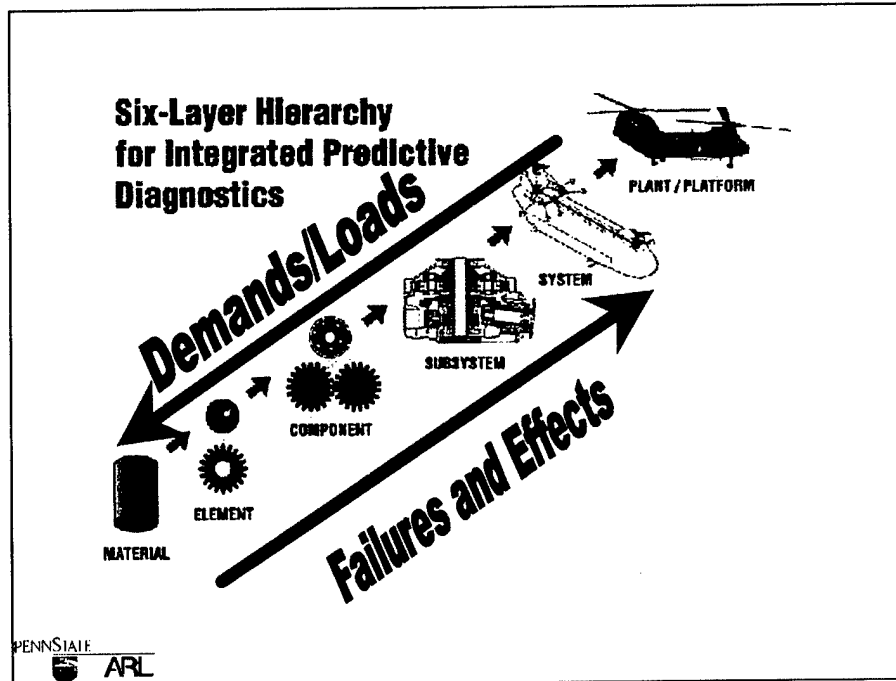 Six-Layer Hierarchy
for Integrated Predictive
Diagnostics
PLANT / PLATFORM
Demands/Loads
SYSTEM
SUBSYSTEM
COMPONENT
ELEMENT
MATERIAL
Failures and Effects
PENNSTATE
ARL